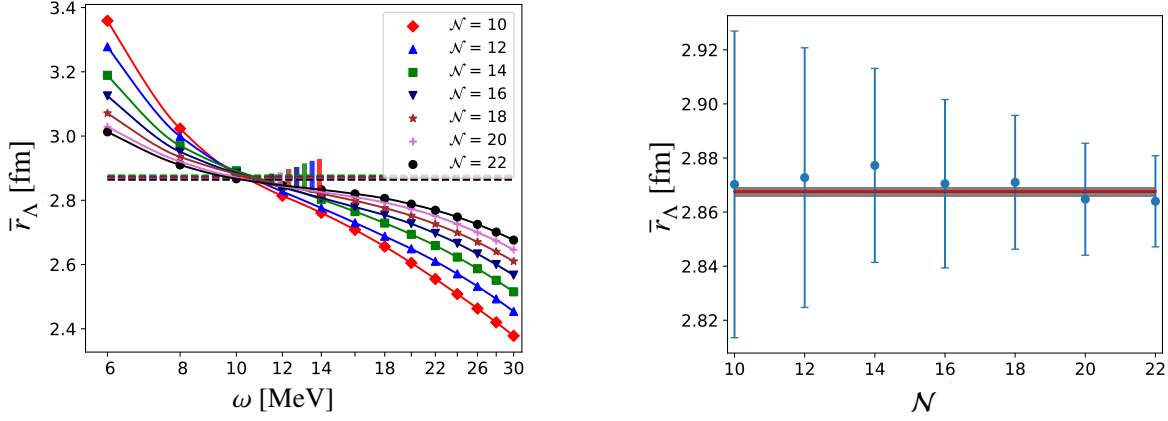 3.4
3.2
3.0
2.8
2.6
2.4
r̄_Λ [fm]
𝒩 = 10
𝒩 = 12
𝒩 = 14
𝒩 = 16
𝒩 = 18
𝒩 = 20
𝒩 = 22
6 8 10 12 14 18 22 26 30
ω [MeV]
2.92
2.90
2.88
2.86
2.84
2.82
r̄_Λ [fm]
10 12 14 16 18 20 22
𝒩